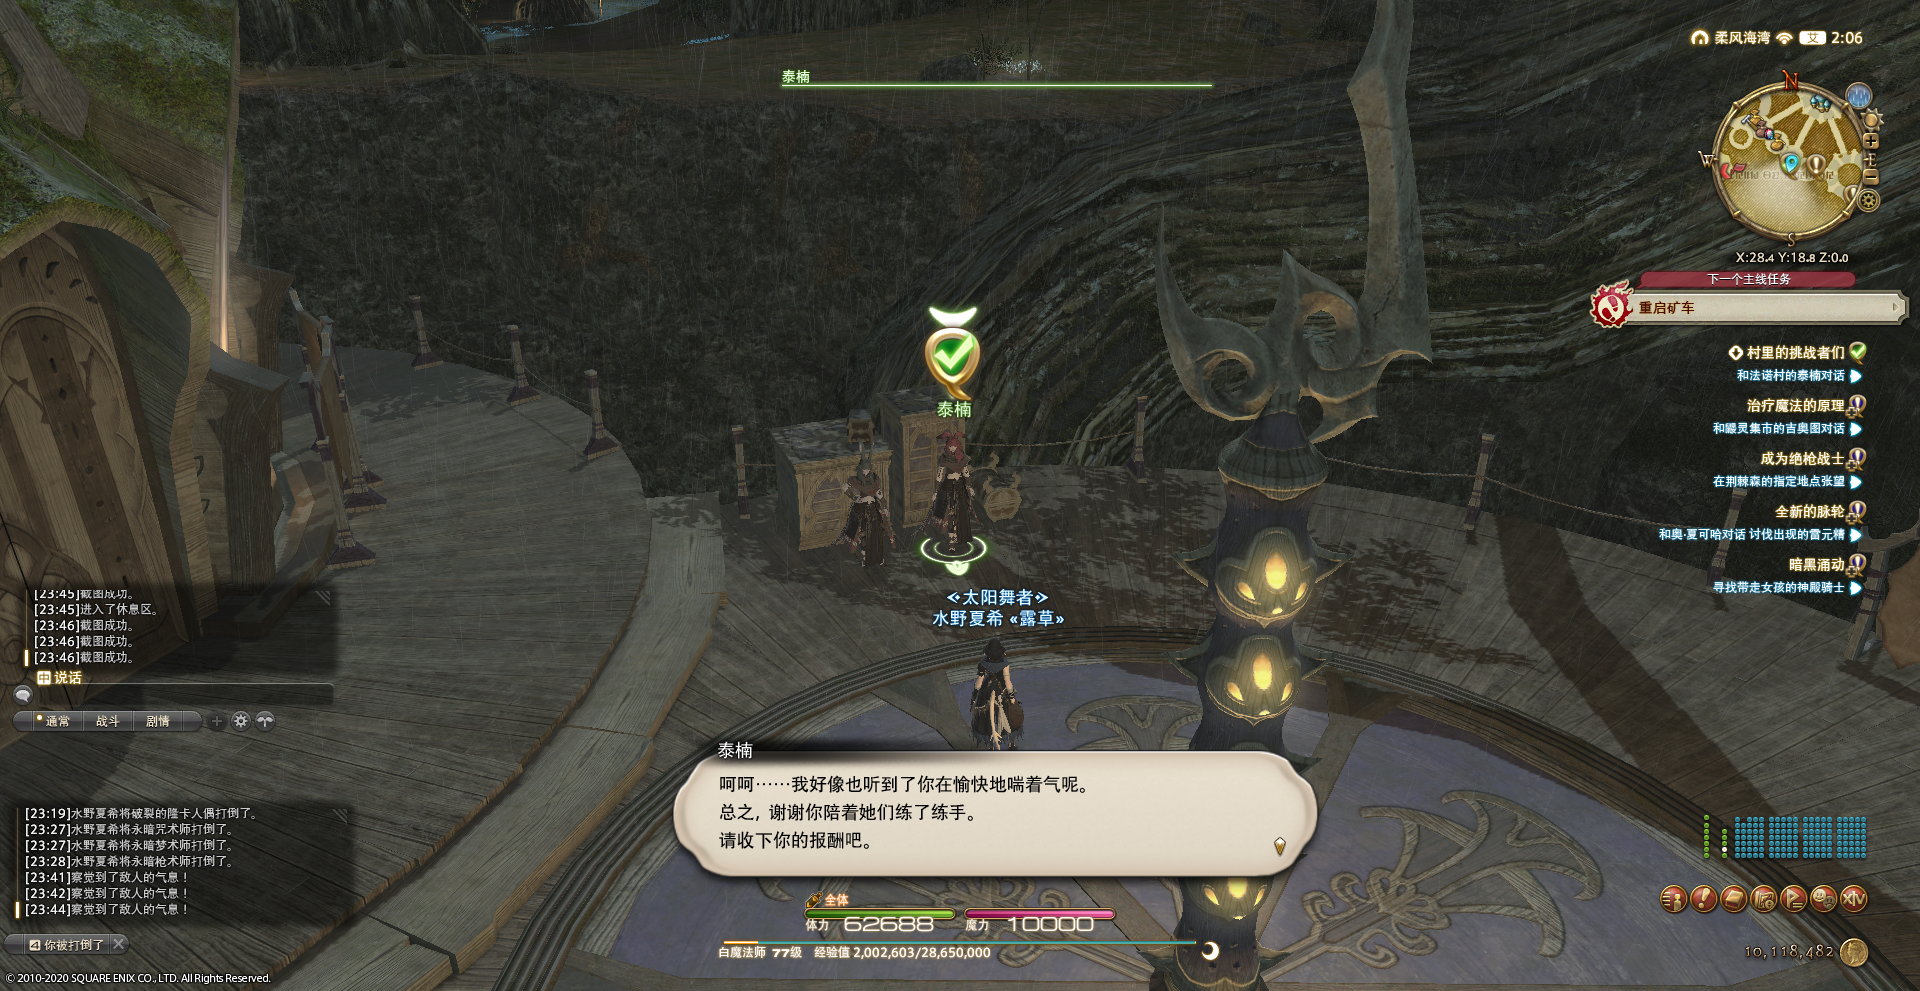 泰楠
柔风海湾 艾 2:06
N
W
E
S
X:28.4 Y:18.8 Z:0.0
下一个主线任务
重启矿车
村里的挑战者们
和法诺村的泰楠对话
治疗魔法的原理
和鼹灵集市的吉奥图对话
成为绝枪战士
在荆棘森的指定地点张望
全新的脉轮
和奥·夏可哈对话 讨伐出现的雷元精
暗黑涌动
寻找带走女孩的神殿骑士
泰楠
太阳舞者
水野夏希 «露草»
[23:45]截图成功。
[23:45]进入了休息区。
[23:46]截图成功。
[23:46]截图成功。
[23:46]截图成功。
说话
通常 战斗 剧情
[23:19]水野夏希将破裂的隆卡人偶打倒了。
[23:27]水野夏希将永暗咒术师打倒了。
[23:27]水野夏希将永暗梦术师打倒了。
[23:28]水野夏希将永暗枪术师打倒了。
[23:41]察觉到了敌人的气息！
[23:42]察觉到了敌人的气息！
[23:44]察觉到了敌人的气息！
4 你被打倒了
泰楠
呵呵……我好像也听到了你在愉快地喘着气呢。
总之，谢谢你陪着她们练了练手。
请收下你的报酬吧。
全体
体力 62688 魔力 10000
白魔法师 77级 经验值 2,002,603/28,650,000
XIV
10,118,482
© 2010-2020 SQUARE ENIX CO., LTD. All Rights Reserved.